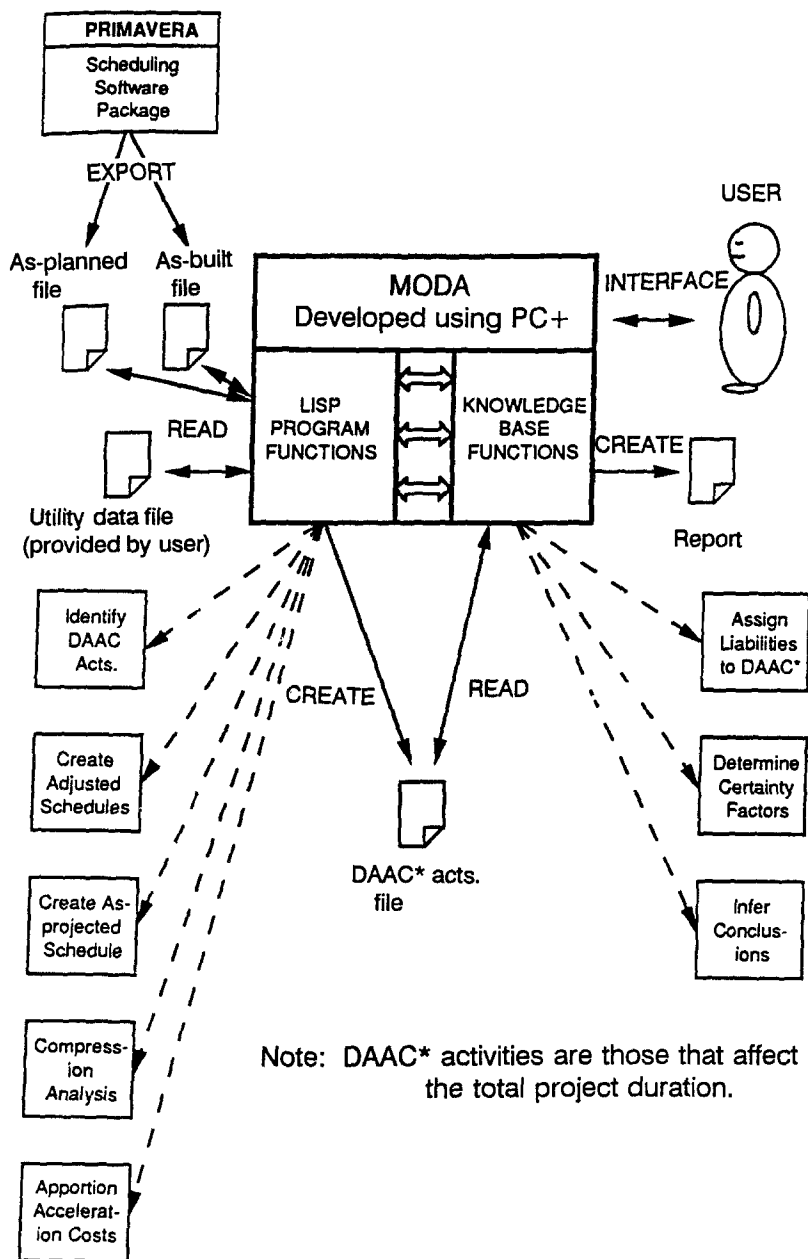 PRIMAVERA
Scheduling
Software
Package
EXPORT
As-planned
file
As-built
file
USER
MODA
Developed using PC+
INTERFACE
LISP
PROGRAM
FUNCTIONS
KNOWLEDGE
BASE
FUNCTIONS
READ
CREATE
Utility data file
(provided by user)
Report
Identify
DAAC
Acts.
CREATE
READ
Assign
Liabilities
to DAAC*
Create
Adjusted
Schedules
Determine
Certainty
Factors
DAAC* acts.
file
Create As-
projected
Schedule
Infer
Conclus-
ions
Compress-
ion
Analysis
Note: DAAC* activities are those that affect
the total project duration.
Apportion
Accelerat-
ion Costs